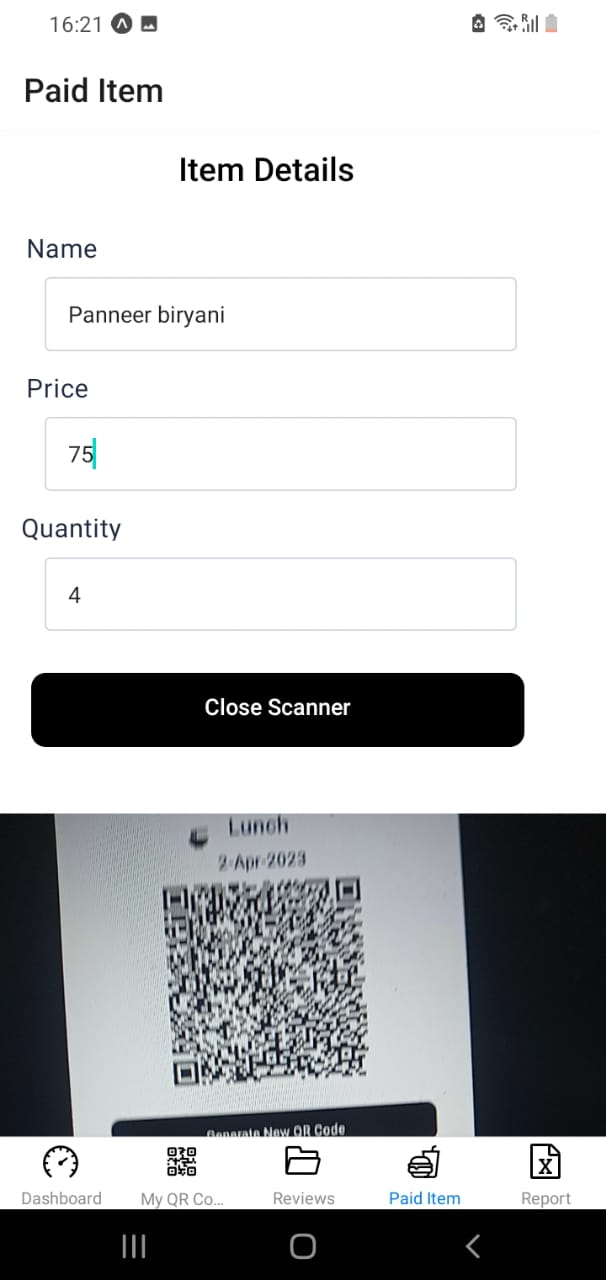 16:21
Paid Item
Item Details
Name
Panneer biryani
Price
75
Quantity
4
Close Scanner
Lunch
2-Apr-2023
Generate New QR Code
Dashboard
My QR Co...
Reviews
Paid Item
Report